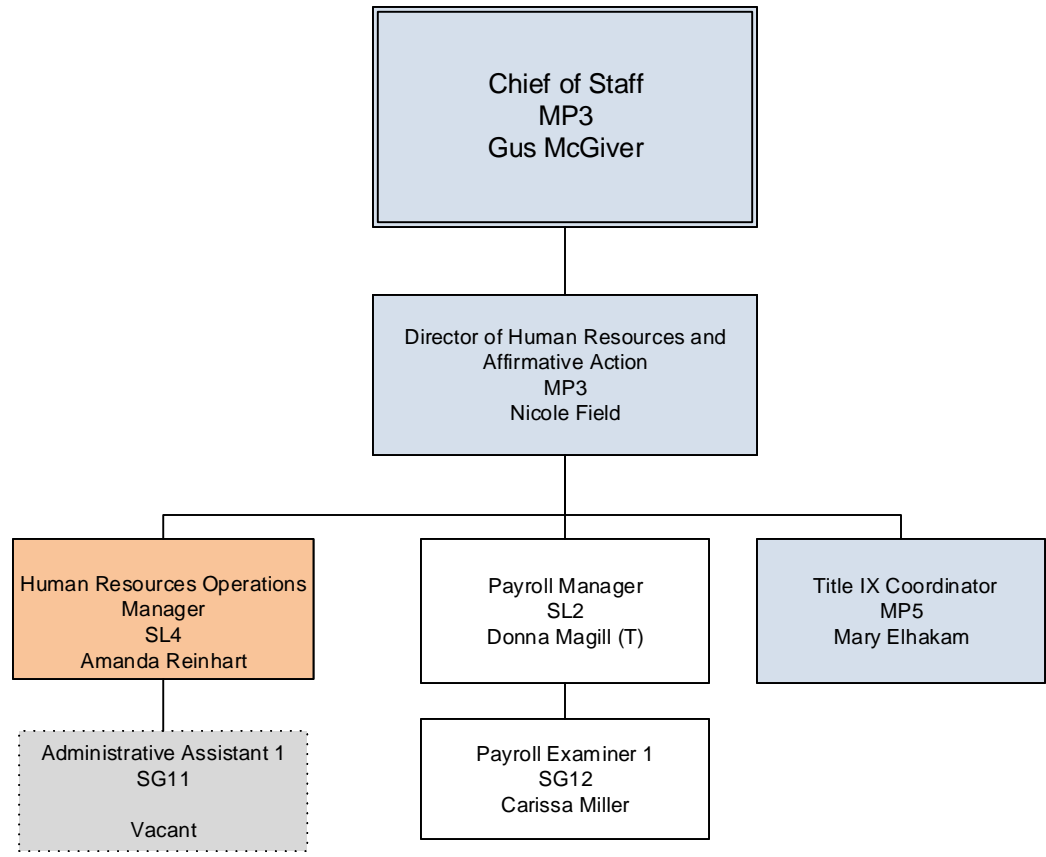 Chief of Staff
MP3
Gus McGiver
Director of Human Resources and
Affirmative Action
MP3
Nicole Field
Human Resources Operations
Manager
SL4
Amanda Reinhart
Payroll Manager
SL2
Donna Magill (T)
Title IX Coordinator
MP5
Mary Elhakam
Administrative Assistant 1
SG11
Vacant
Payroll Examiner 1
SG12
Carissa Miller